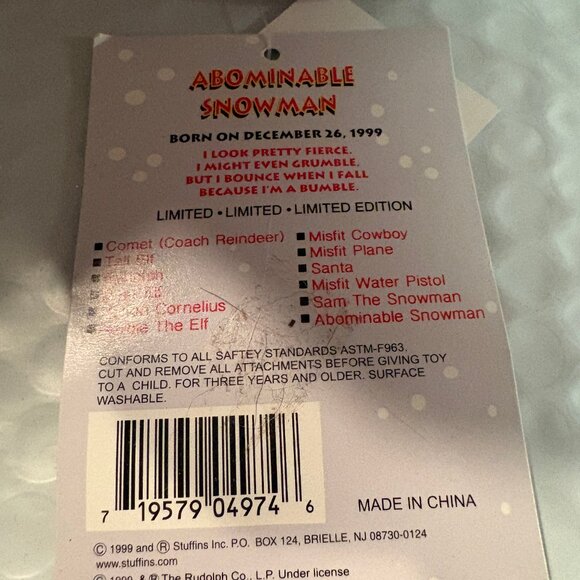 ABOMINABLE
SNOWMAN
BORN ON DECEMBER 26, 1999
I LOOK PRETTY FIERCE.
I MIGHT EVEN GRUMBLE,
BUT I BOUNCE WHEN I FALL
BECAUSE I'M A BUMBLE.
LIMITED • LIMITED • LIMITED EDITION
■ Comet (Coach Reindeer)
■ Tall Elf
Cornelius
The Elf
■ Misfit Cowboy
■ Misfit Plane
■ Santa
■ Misfit Water Pistol
■ Sam The Snowman
■ Abominable Snowman
CONFORMS TO ALL SAFTEY STANDARDS ASTM-F963.
CUT AND REMOVE ALL ATTACHMENTS BEFORE GIVING TOY
TO A CHILD. FOR THREE YEARS AND OLDER. SURFACE
WASHABLE.
7 19579 04974 6
MADE IN CHINA
© 1999 and ® Stuffins Inc. P.O. BOX 124, BRIELLE, NJ 08730-0124
www.stuffins.com
© 1999 & ® The Rudolph Co., L.P. Under license